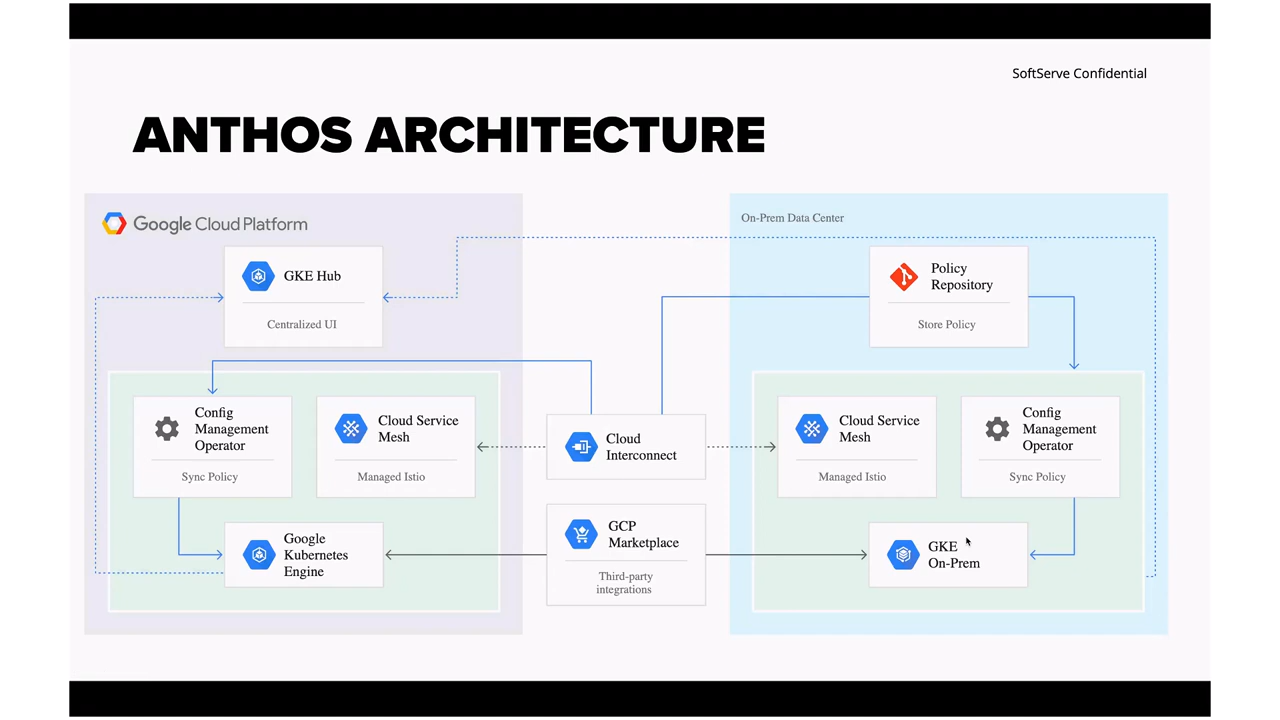 SoftServe Confidential
ANTHOS ARCHITECTURE
Google Cloud Platform
GKE Hub
Centralized UI
Config
Management
Operator
Sync Policy
Cloud Service
Mesh
Managed Istio
Google
Kubernetes
Engine
Cloud
Interconnect
GCP
Marketplace
Third-party
integrations
On-Prem Data Center
Policy
Repository
Store Policy
Cloud Service
Mesh
Managed Istio
Config
Management
Operator
Sync Policy
GKE
On-Prem